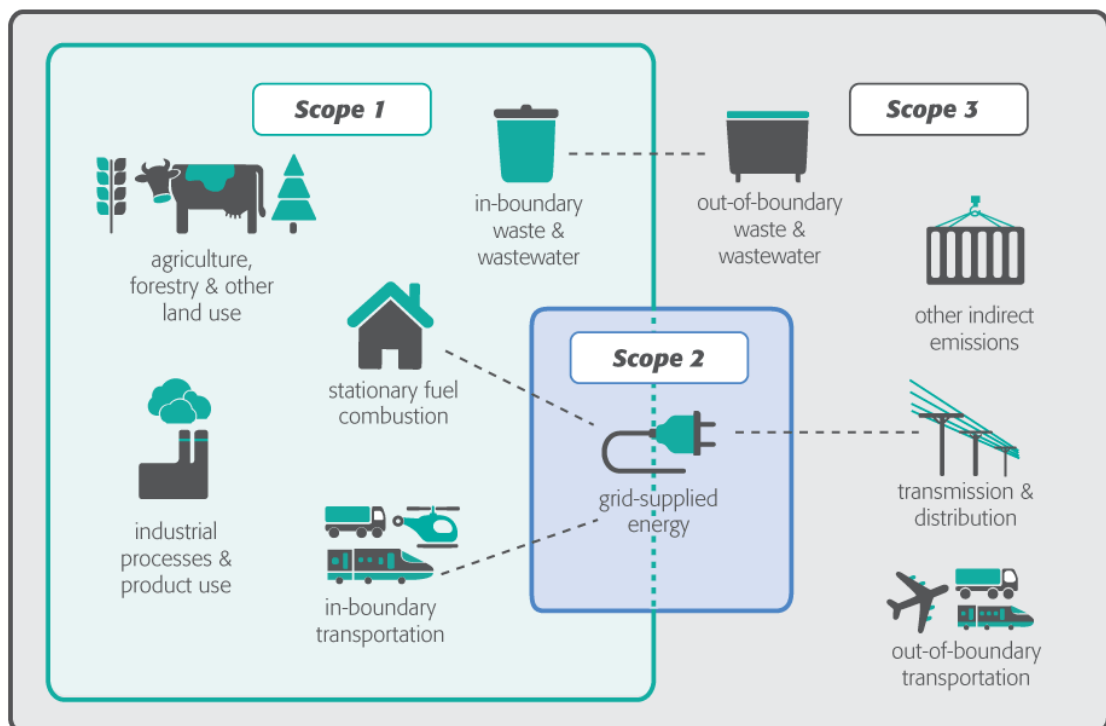 Scope 1
Scope 3
in-boundary
waste &
wastewater
out-of-boundary
waste &
wastewater
agriculture,
forestry & other
land use
other indirect
emissions
Scope 2
stationary fuel
combustion
grid-supplied
energy
transmission &
distribution
industrial
processes &
product use
in-boundary
transportation
out-of-boundary
transportation